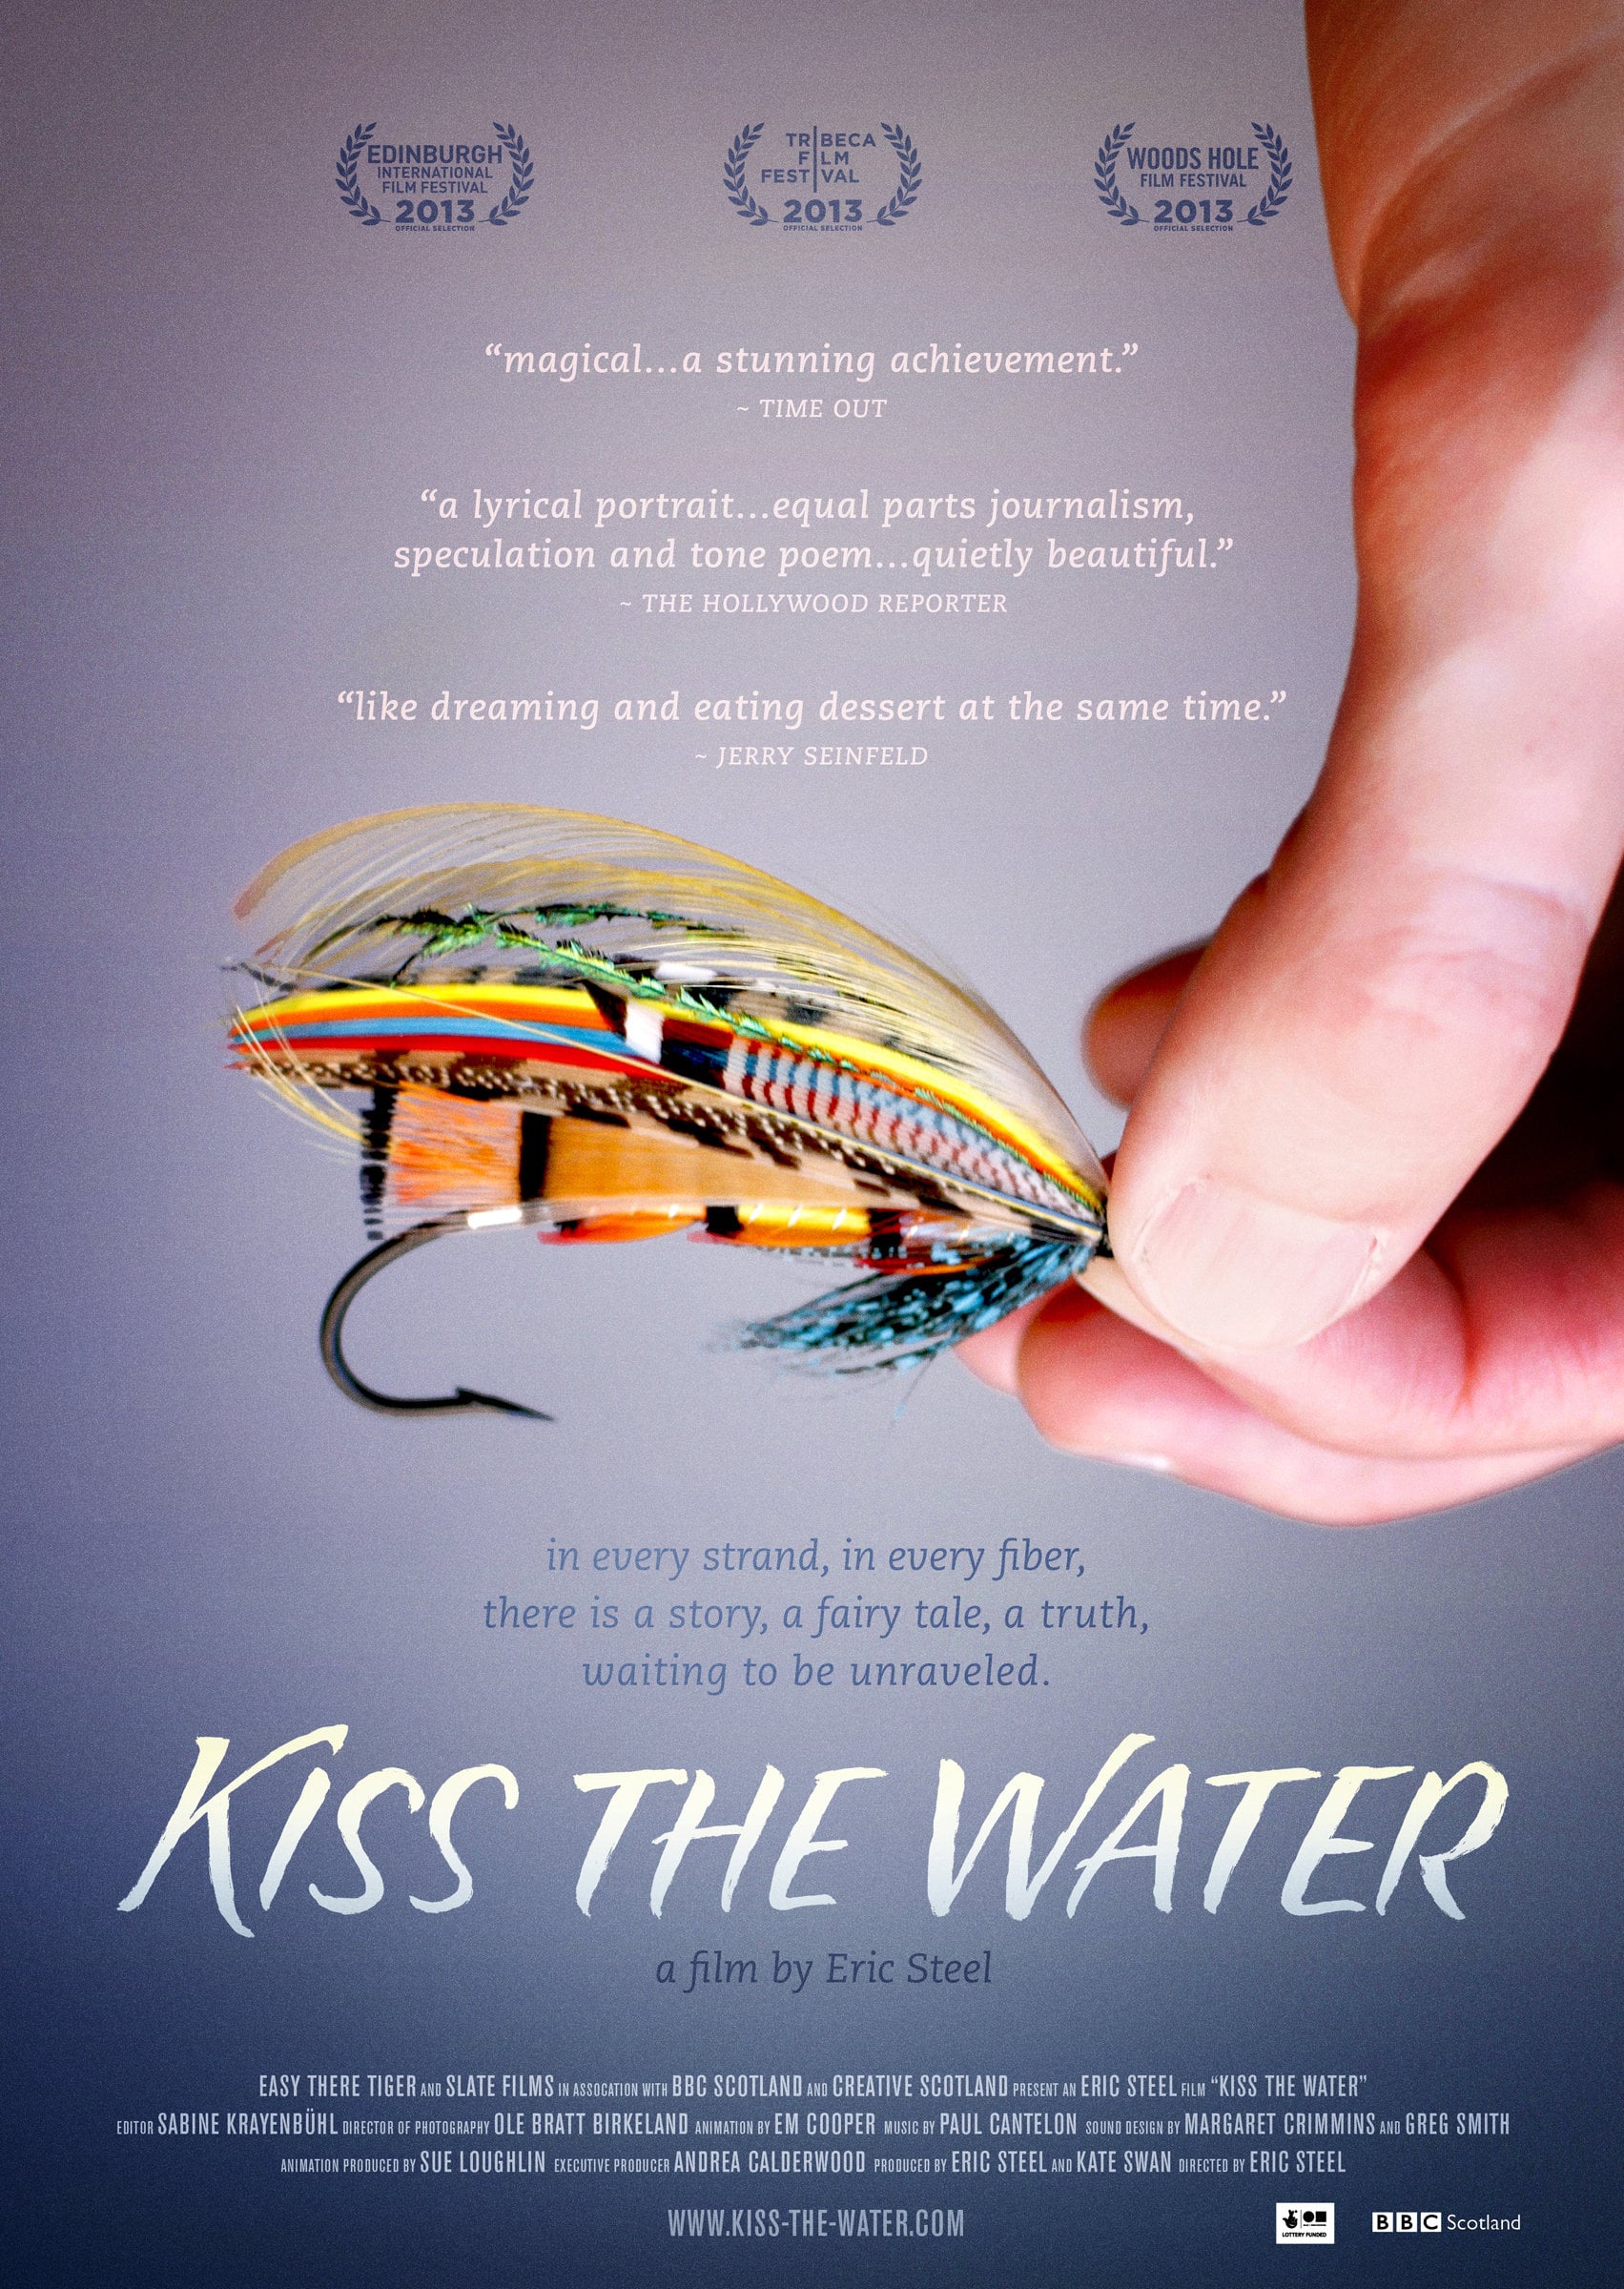 EDINBURGH
INTERNATIONAL
FILM FESTIVAL
2013
OFFICIAL SELECTION
TRIBECA
FILM
FESTIVAL
2013
OFFICIAL SELECTION
WOODS HOLE
FILM FESTIVAL
2013
OFFICIAL SELECTION
“magical...a stunning achievement.”
~ TIME OUT
“a lyrical portrait...equal parts journalism,
speculation and tone poem...quietly beautiful.”
~ THE HOLLYWOOD REPORTER
“like dreaming and eating dessert at the same time.”
~ JERRY SEINFELD
in every strand, in every fiber,
there is a story, a fairy tale, a truth,
waiting to be unraveled.
KISS THE WATER
a film by Eric Steel
EASY THERE TIGER AND SLATE FILMS IN ASSOCATION WITH BBC SCOTLAND AND CREATIVE SCOTLAND PRESENT AN ERIC STEEL FILM “KISS THE WATER”
EDITOR SABINE KRAYENBÜHL DIRECTOR OF PHOTOGRAPHY OLE BRATT BIRKELAND ANIMATION BY EM COOPER MUSIC BY PAUL CANTELON SOUND DESIGN BY MARGARET CRIMMINS AND GREG SMITH
ANIMATION PRODUCED BY SUE LOUGHLIN EXECUTIVE PRODUCER ANDREA CALDERWOOD PRODUCED BY ERIC STEEL AND KATE SWAN DIRECTED BY ERIC STEEL
WWW.KISS-THE-WATER.COM
LOTTERY FUNDED
BBC Scotland